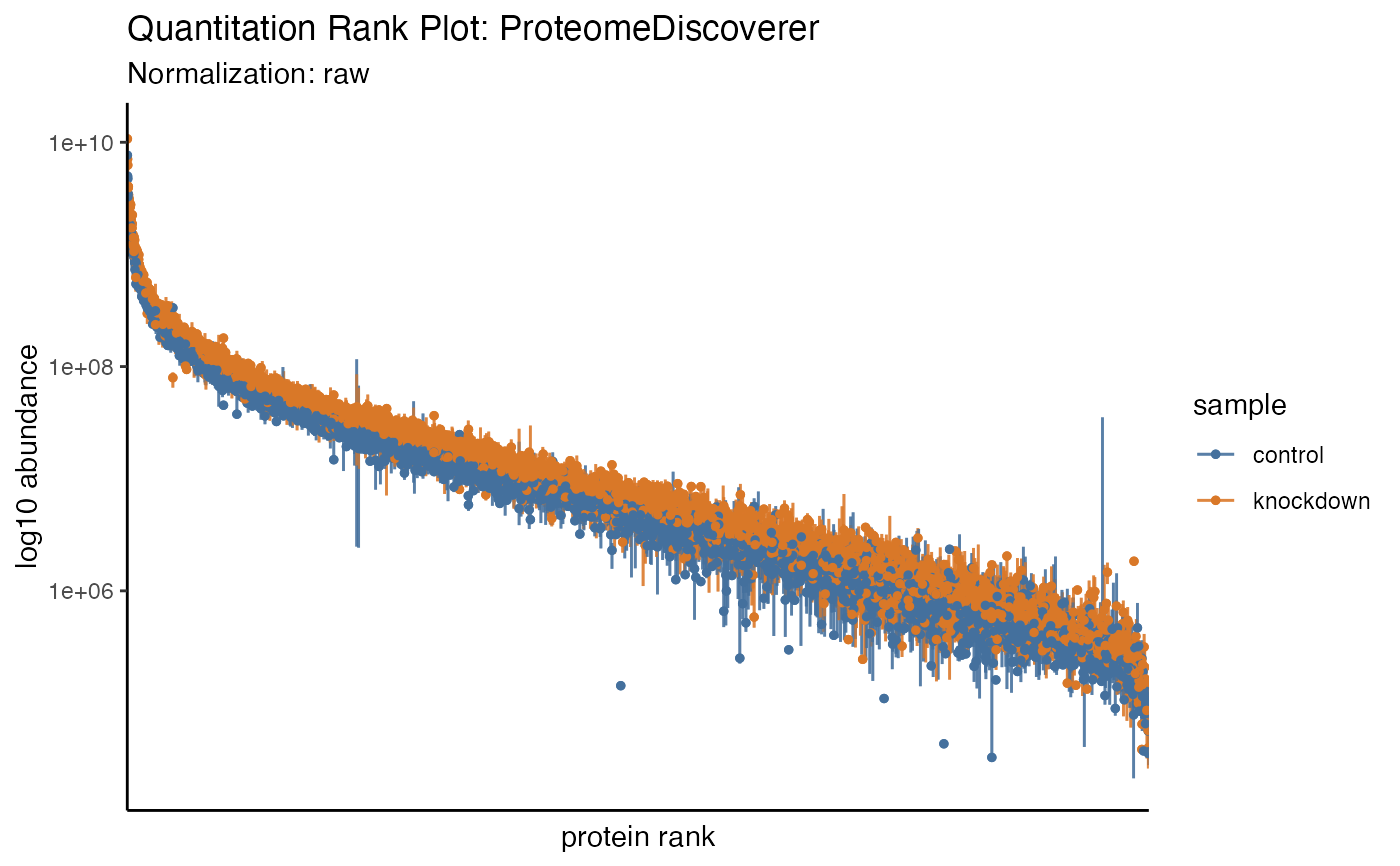 Quantitation Rank Plot: ProteomeDiscoverer
Normalization: raw
1e+10
1e+08
1e+06
log10 abundance
protein rank
sample
control
knockdown